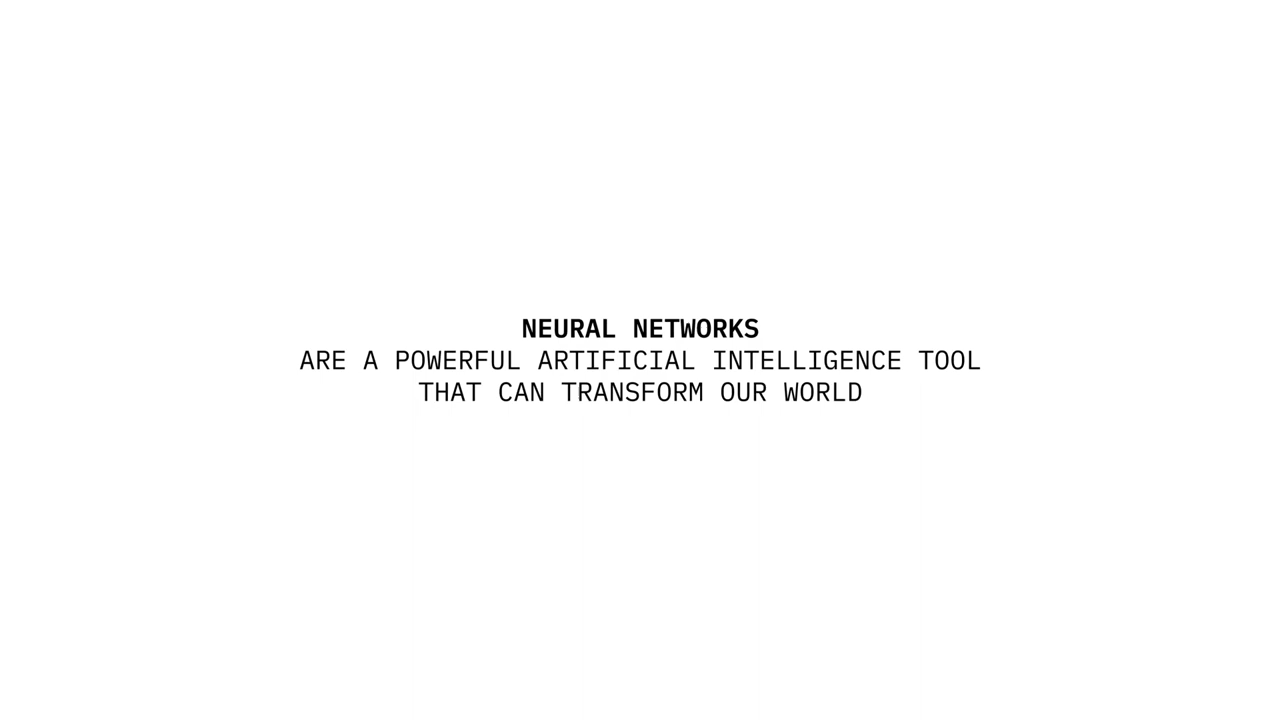 NEURAL NETWORKS
ARE A POWERFUL ARTIFICIAL INTELLIGENCE TOOL
THAT CAN TRANSFORM OUR WORLD